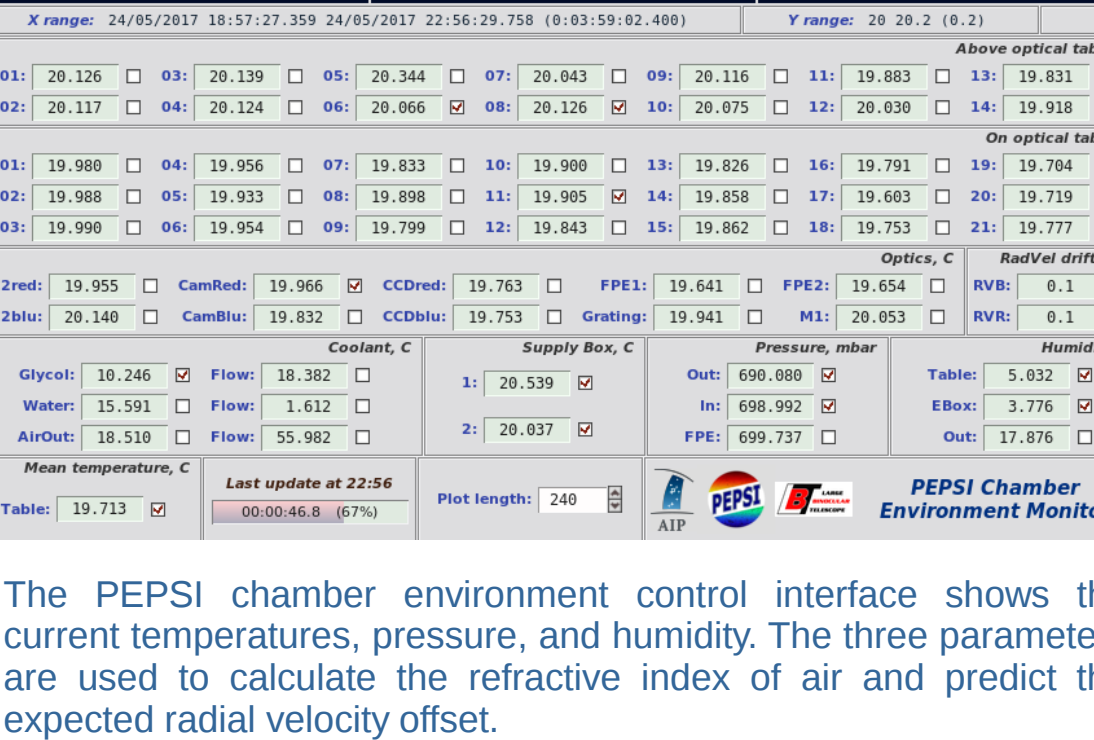 X range: 24/05/2017 18:57:27.359 24/05/2017 22:56:29.758 (0:03:59:02.400) Y range: 20 20.2 (0.2)
Above optical tab
01: 20.126 03: 20.139 05: 20.344 07: 20.043 09: 20.116 11: 19.883 13: 19.831
02: 20.117 04: 20.124 06: 20.066 08: 20.126 10: 20.075 12: 20.030 14: 19.918
On optical tab
01: 19.980 04: 19.956 07: 19.833 10: 19.900 13: 19.826 16: 19.791 19: 19.704
02: 19.988 05: 19.933 08: 19.898 11: 19.905 14: 19.858 17: 19.603 20: 19.719
03: 19.990 06: 19.954 09: 19.799 12: 19.843 15: 19.862 18: 19.753 21: 19.777
Optics, C RadVel drift
2red: 19.955 CamRed: 19.966 CCDred: 19.763 FPE1: 19.641 FPE2: 19.654 RVB: 0.1
2blu: 20.140 CamBlu: 19.832 CCDblu: 19.753 Grating: 19.941 M1: 20.053 RVR: 0.1
Coolant, C Supply Box, C Pressure, mbar Humid
Glycol: 10.246 Flow: 18.382 1: 20.539 Out: 690.080 Table: 5.032
Water: 15.591 Flow: 1.612 In: 698.992 EBox: 3.776
AirOut: 18.510 Flow: 55.982 2: 20.037 FPE: 699.737 Out: 17.876
Mean temperature, C
Table: 19.713
Last update at 22:56
00:00:46.8 (67%)
Plot length: 240
AIP
PEPSI
LBT LARGE BINOCULAR TELESCOPE
PEPSI Chamber
Environment Monito
The PEPSI chamber environment control interface shows th
current temperatures, pressure, and humidity. The three paramete
are used to calculate the refractive index of air and predict th
expected radial velocity offset.